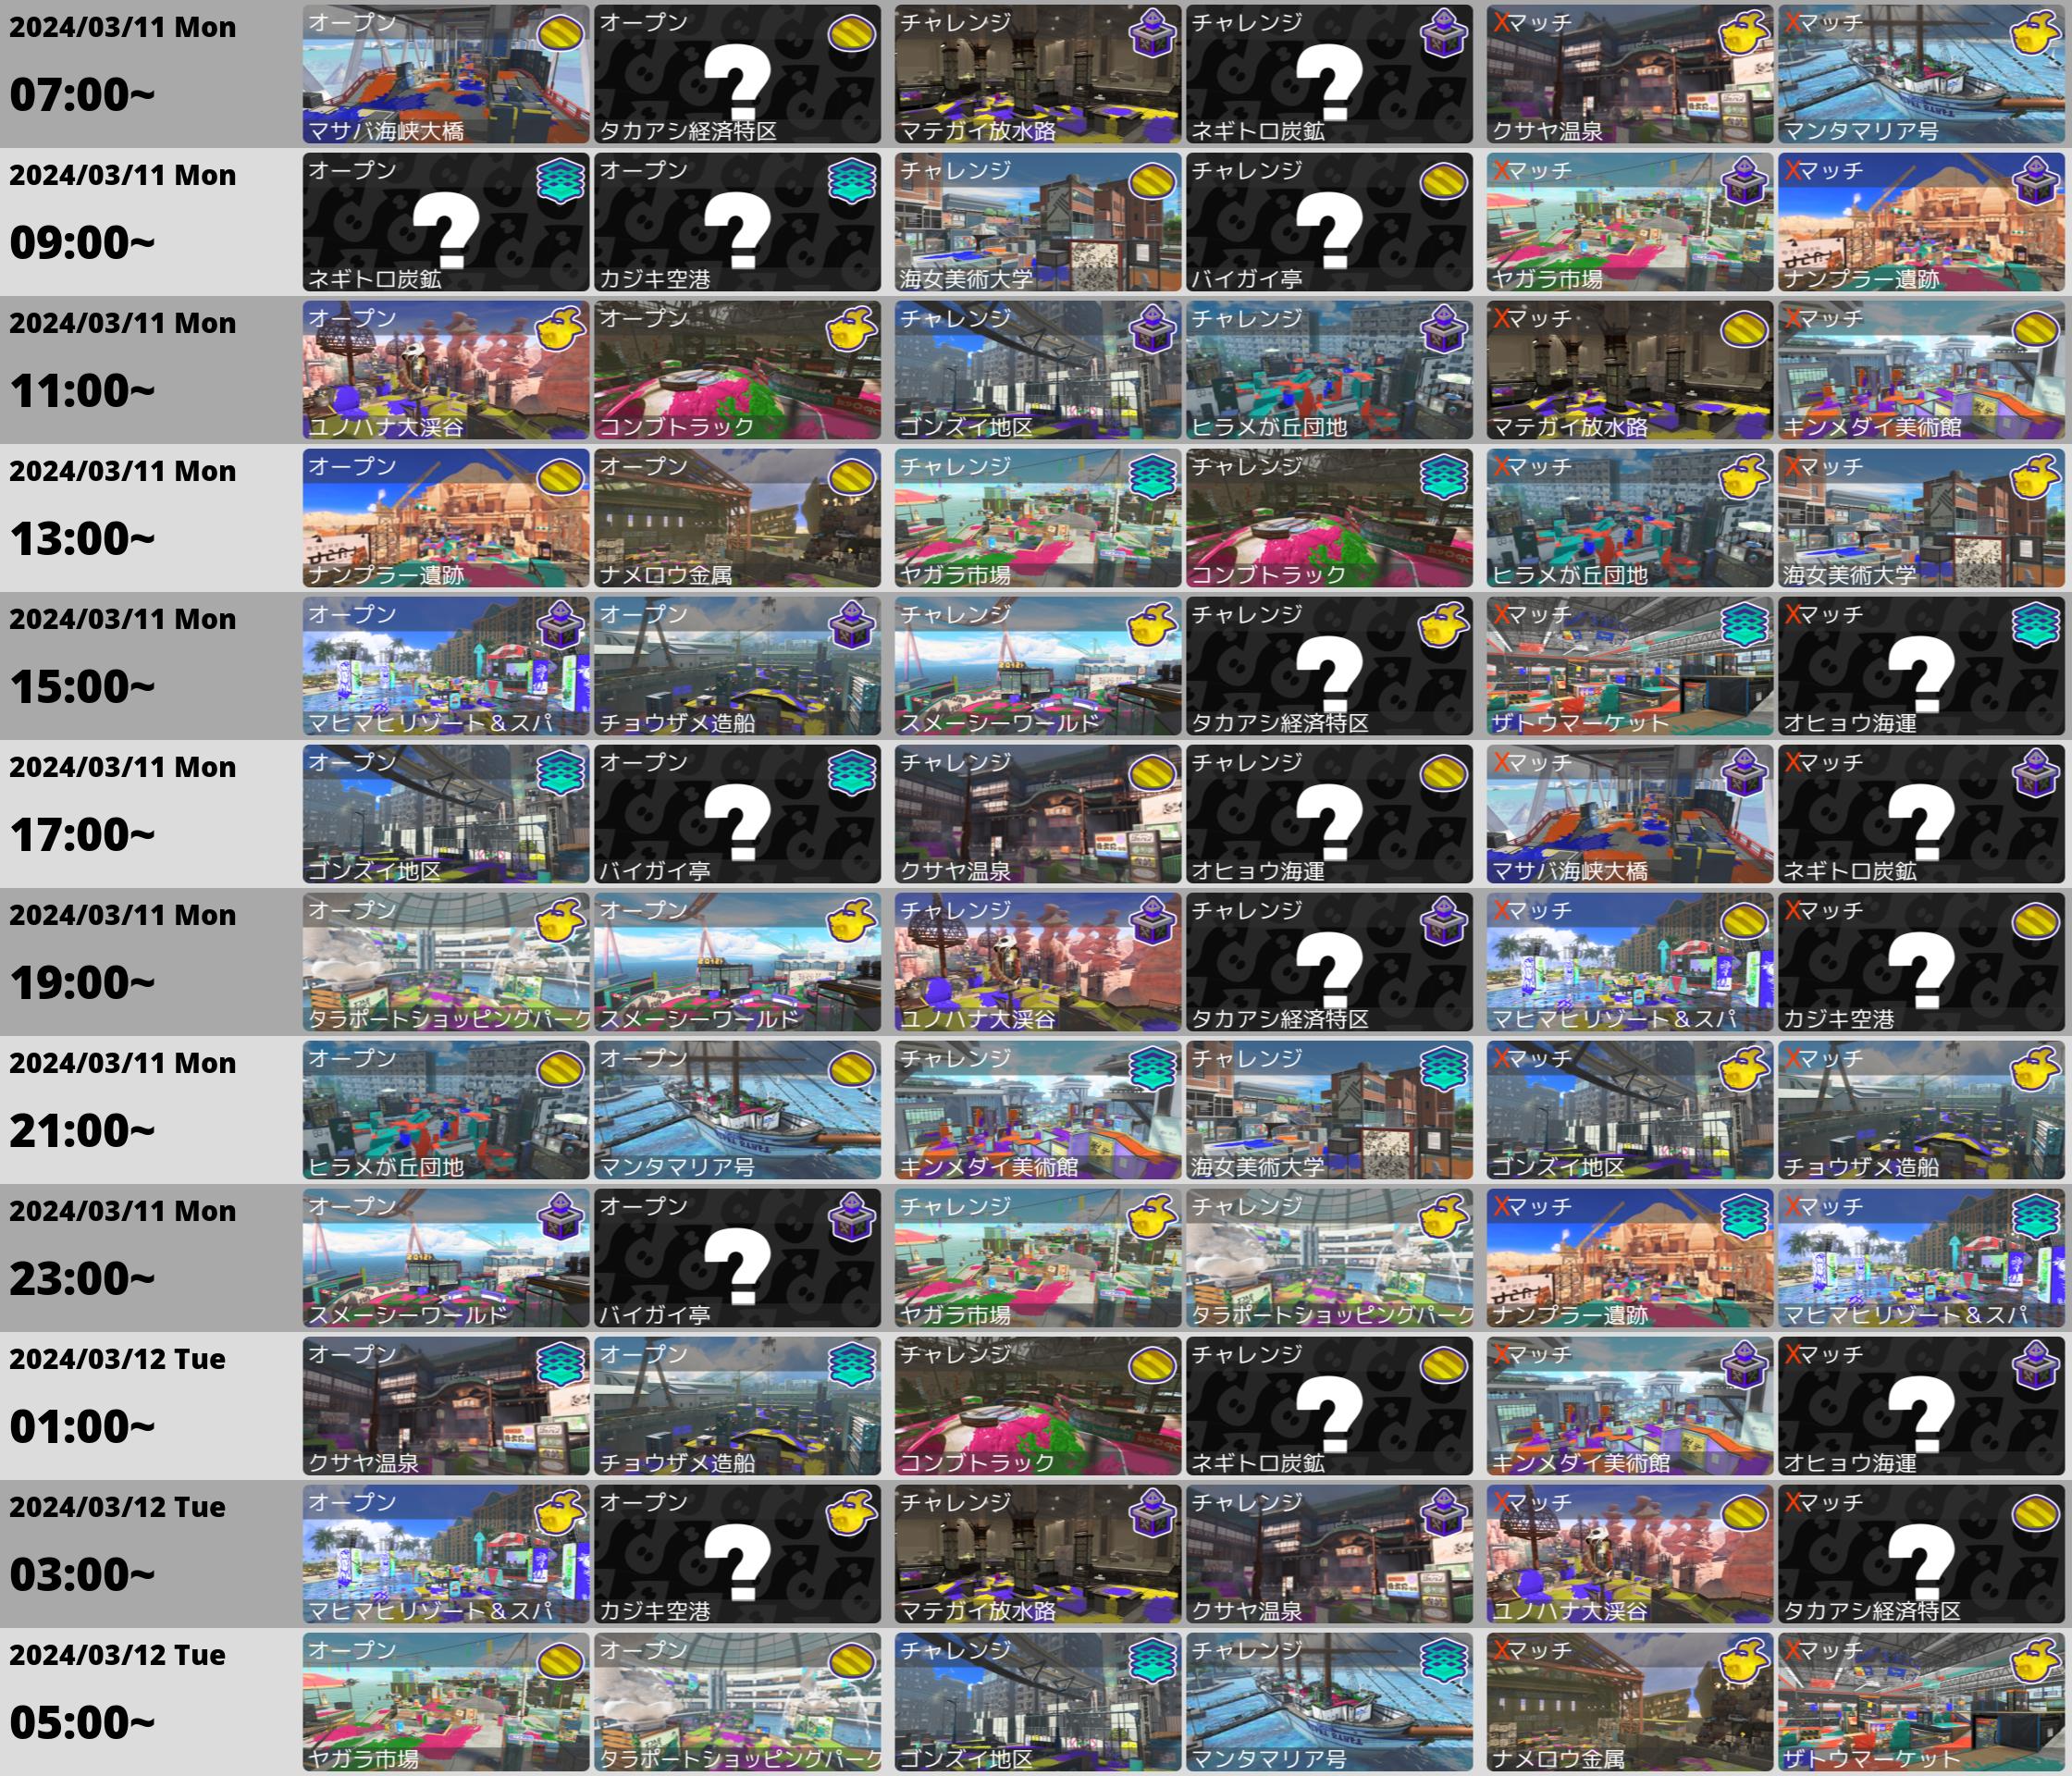 2024/03/11 Mon
07:00~
オープン オープン チャレンジ チャレンジ Xマッチ Xマッチ
マサバ海峡大橋 タカアシ経済特区 マテガイ放水路 ネギトロ炭鉱 クサヤ温泉 マンタマリア号
2024/03/11 Mon
09:00~
オープン オープン チャレンジ チャレンジ Xマッチ Xマッチ
ネギトロ炭鉱 カジキ空港 海女美術大学 バイガイ亭 ヤガラ市場 ナンプラー遺跡
2024/03/11 Mon
11:00~
オープン オープン チャレンジ チャレンジ Xマッチ Xマッチ
ユノハナ大渓谷 コンブトラック ゴンズイ地区 ヒラメが丘団地 マテガイ放水路 キンメダイ美術館
2024/03/11 Mon
13:00~
オープン オープン チャレンジ チャレンジ Xマッチ Xマッチ
ナンプラー遺跡 ナメロウ金属 ヤガラ市場 コンブトラック ヒラメが丘団地 海女美術大学
2024/03/11 Mon
15:00~
オープン オープン チャレンジ チャレンジ Xマッチ Xマッチ
マヒマヒリゾート＆スパ チョウザメ造船 スメーシーワールド タカアシ経済特区 ザトウマーケット オヒョウ海運
2024/03/11 Mon
17:00~
オープン オープン チャレンジ チャレンジ Xマッチ Xマッチ
ゴンズイ地区 バイガイ亭 クサヤ温泉 オヒョウ海運 マサバ海峡大橋 ネギトロ炭鉱
2024/03/11 Mon
19:00~
オープン オープン チャレンジ チャレンジ Xマッチ Xマッチ
タラポートショッピングパーク スメーシーワールド ユノハナ大渓谷 タカアシ経済特区 マヒマヒリゾート＆スパ カジキ空港
2024/03/11 Mon
21:00~
オープン オープン チャレンジ チャレンジ Xマッチ Xマッチ
ヒラメが丘団地 マンタマリア号 キンメダイ美術館 海女美術大学 ゴンズイ地区 チョウザメ造船
2024/03/11 Mon
23:00~
オープン オープン チャレンジ チャレンジ Xマッチ Xマッチ
スメーシーワールド バイガイ亭 ヤガラ市場 タラポートショッピングパーク ナンプラー遺跡 マヒマヒリゾート＆スパ
2024/03/12 Tue
01:00~
オープン オープン チャレンジ チャレンジ Xマッチ Xマッチ
クサヤ温泉 チョウザメ造船 コンブトラック ネギトロ炭鉱 キンメダイ美術館 オヒョウ海運
2024/03/12 Tue
03:00~
オープン オープン チャレンジ チャレンジ Xマッチ Xマッチ
マヒマヒリゾート＆スパ カジキ空港 マテガイ放水路 クサヤ温泉 ユノハナ大渓谷 タカアシ経済特区
2024/03/12 Tue
05:00~
オープン オープン チャレンジ チャレンジ Xマッチ Xマッチ
ヤガラ市場 タラポートショッピングパーク ゴンズイ地区 マンタマリア号 ナメロウ金属 ザトウマーケット